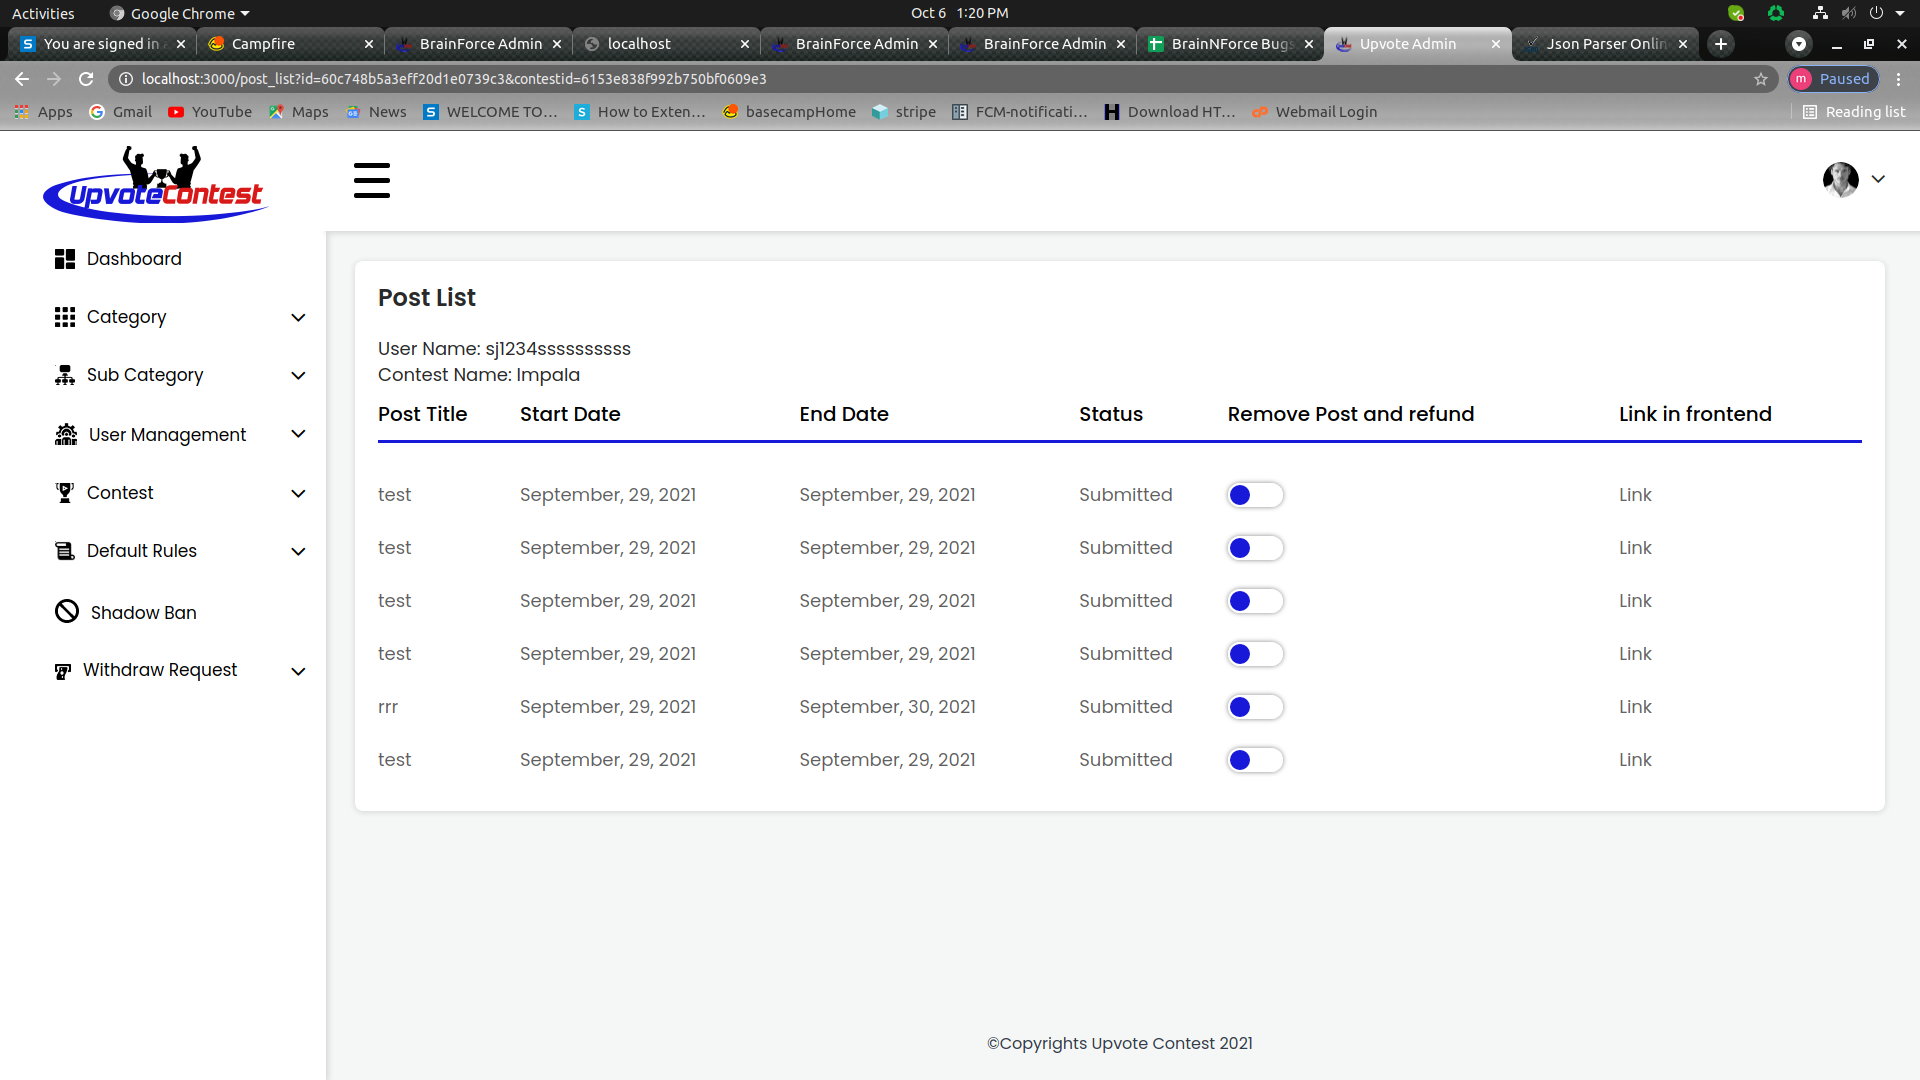 Activities
Google Chrome
Oct 6 1:20 PM
You are signed in
Campfire
BrainForce Admin
localhost
BrainForce Admin
BrainForce Admin
BrainNForce Bugs
Upvote Admin
Json Parser Onlin
localhost:3000/post_list?id=60c748b5a3eff20d1e0739c3&contestid=6153e838f992b750bf0609e3
m Paused
Apps
Gmail
YouTube
Maps
News
S WELCOME TO...
S How to Exten...
basecampHome
stripe
FCM-notificati...
H Download HT...
Webmail Login
Reading list
UpvoteContest
Dashboard
Category
Sub Category
User Management
Contest
Default Rules
Shadow Ban
Withdraw Request
Post List
User Name: sj1234ssssssssss
Contest Name: Impala
Post Title Start Date End Date Status Remove Post and refund Link in frontend
test September, 29, 2021 September, 29, 2021 Submitted Link
test September, 29, 2021 September, 29, 2021 Submitted Link
test September, 29, 2021 September, 29, 2021 Submitted Link
test September, 29, 2021 September, 29, 2021 Submitted Link
rrr September, 29, 2021 September, 30, 2021 Submitted Link
test September, 29, 2021 September, 29, 2021 Submitted Link
©Copyrights Upvote Contest 2021